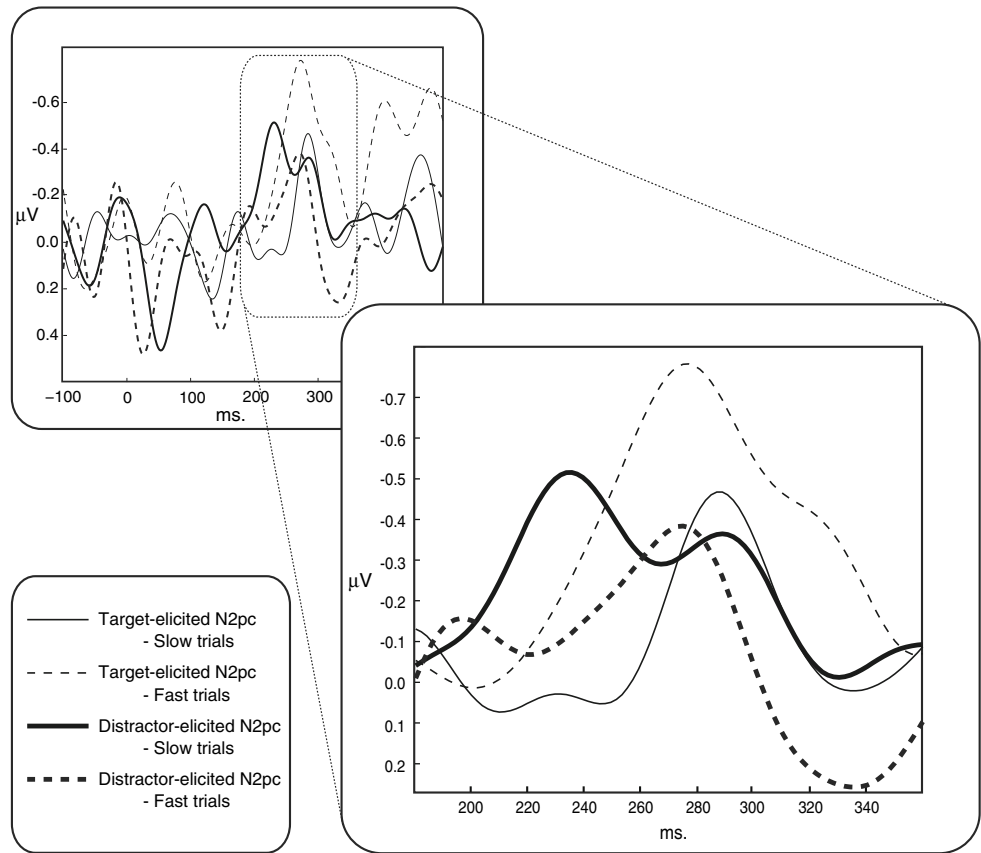 -0.6
-0.4
-0.2
µV
0.0
0.2
0.4
−100 0 100 200 300
ms.
-0.7
-0.6
-0.5
-0.4
-0.3
µV
-0.2
-0.1
0.0
0.1
0.2
200 220 240 260 280 300 320 340
ms.
Target-elicited N2pc
- Slow trials
Target-elicited N2pc
- Fast trials
Distractor-elicited N2pc
- Slow trials
Distractor-elicited N2pc
- Fast trials